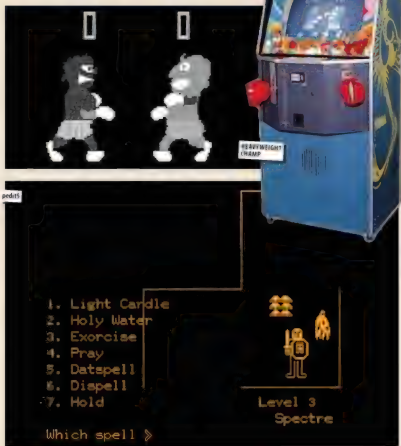 HEAVYWEIGHT
CHAMP
pedit5
1. Light Candle
2. Holy Water
3. Exorcise
4. Pray
5. Datspell
6. Dispell
7. Hold
Level 3
Spectre
Which spell >